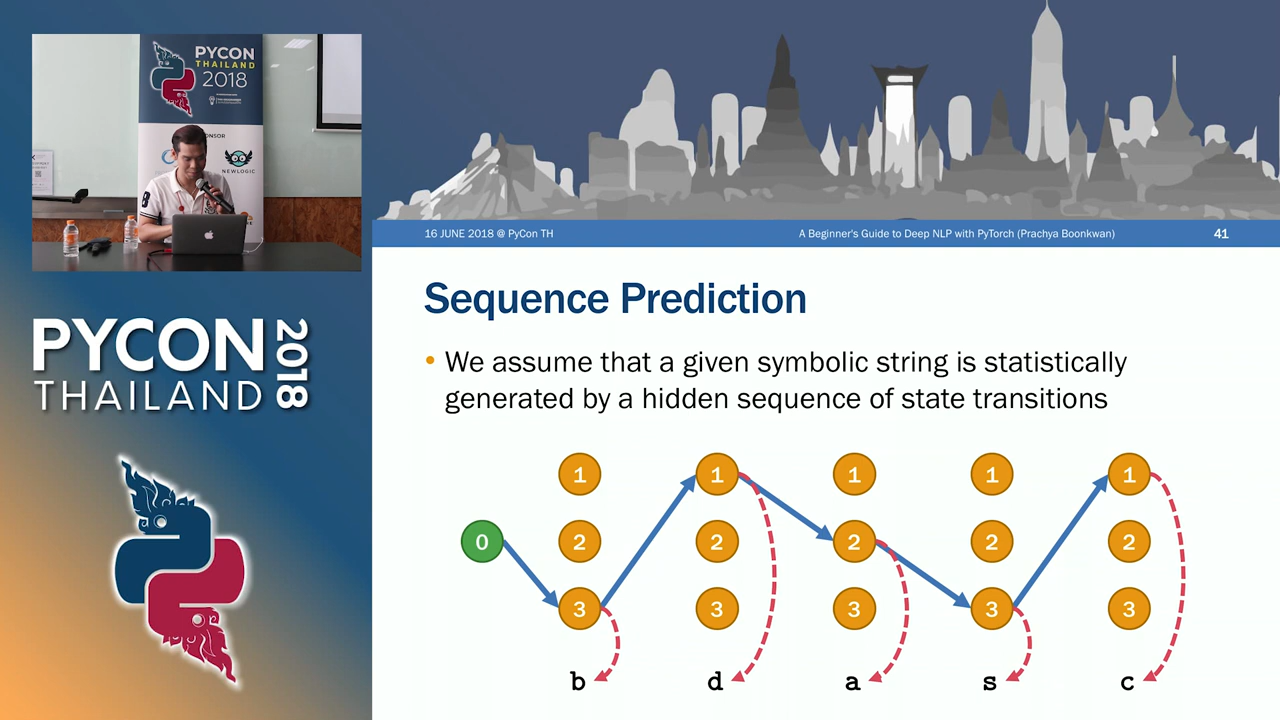 PYCON
THAILAND
2018
NEWLOGIC
PYCON 2018
THAILAND
16 JUNE 2018 @ PyCon TH
A Beginner's Guide to Deep NLP with PyTorch (Prachya Boonkwan)
41
Sequence Prediction
• We assume that a given symbolic string is statistically
generated by a hidden sequence of state transitions
1 1 1 1 1
0 2 2 2 2 2
3 3 3 3 3
b d a s c